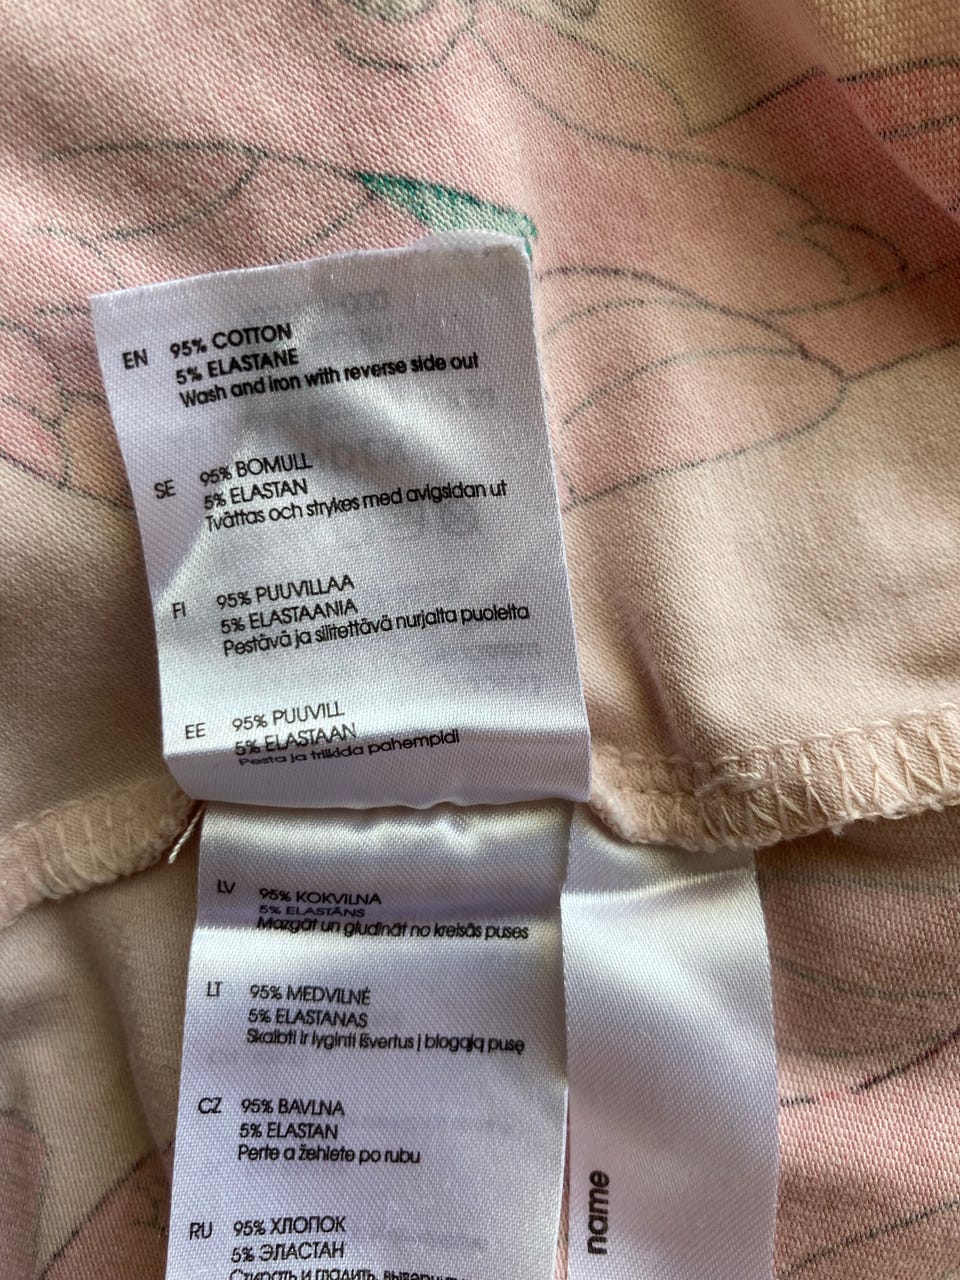 EN 95% COTTON
5% ELASTANE
Wash and iron with reverse side out
SE 95% BOMULL
5% ELASTAN
Tvättas och strykes med avigsidan ut
FI 95% PUUVILLAA
5% ELASTAANIA
Pestävä ja silitettävä nurjalta puolelta
EE 95% PUUVILL
5% ELASTAAN
Pesta ja triikida pahempidi
LV 95% KOKVILNA
5% ELASTĀNS
Mazgāt un gludināt no kreisās puses
LT 95% MEDVILNĖ
5% ELASTANAS
Skalbti ir lyginti išvertus į blogąją pusę
CZ 95% BAVLNA
5% ELASTAN
Perte a žehlete po rubu
RU 95% ХЛОПОК
5% ЭЛАСТАН
Стирать и гладить,
name